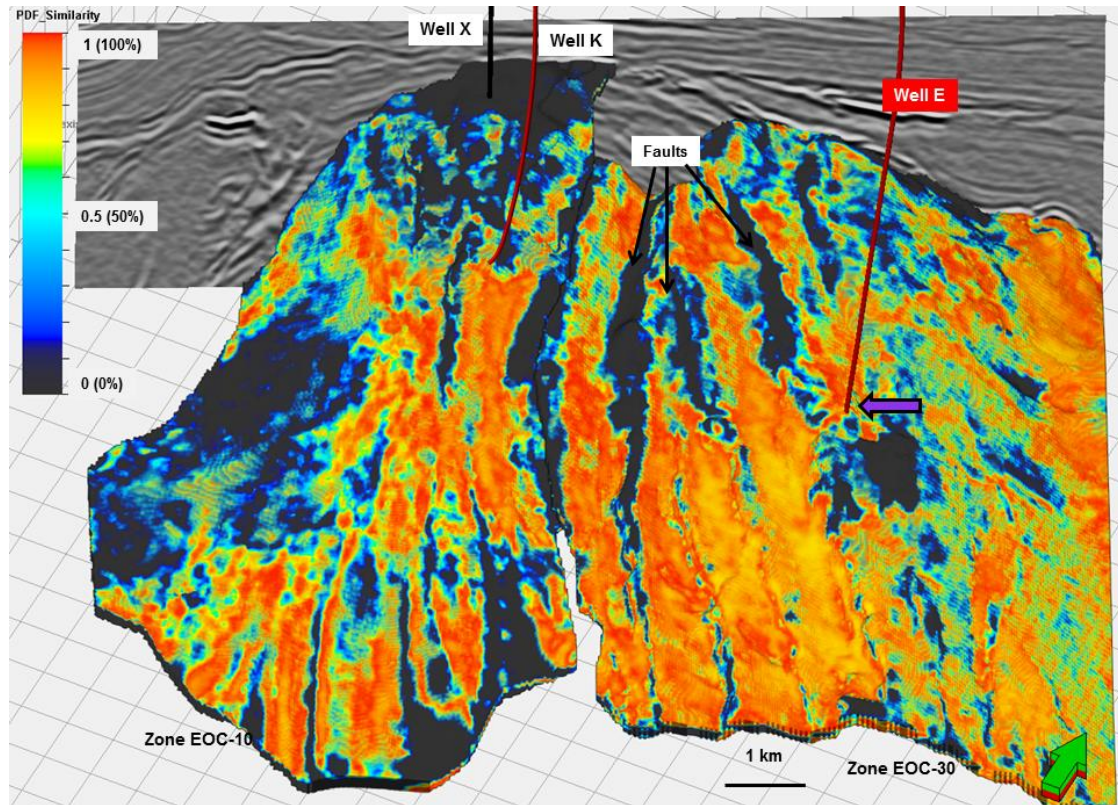 PDF_Similarity
1 (100%)
0.5 (50%)
0 (0%)
Well X
Well K
Well E
Faults
Zone EOC-10
1 km
Zone EOC-30